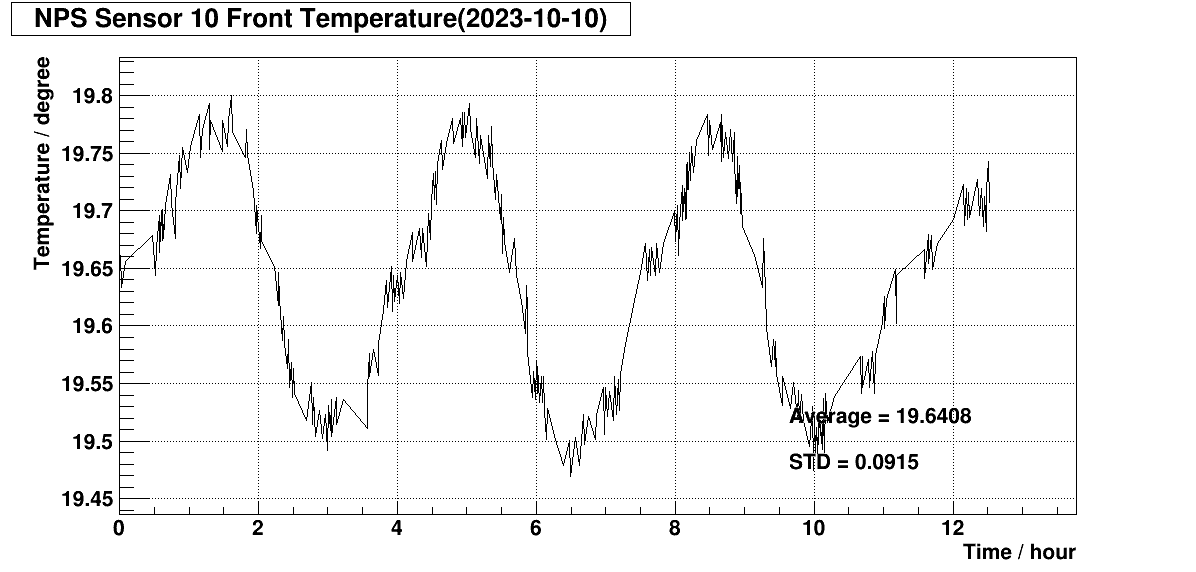 NPS Sensor 10 Front Temperature(2023-10-10)
Temperature / degree
19.8
19.75
19.7
19.65
19.6
19.55
19.5
19.45
Average = 19.6408
STD = 0.0915
0 2 4 6 8 10 12
Time / hour